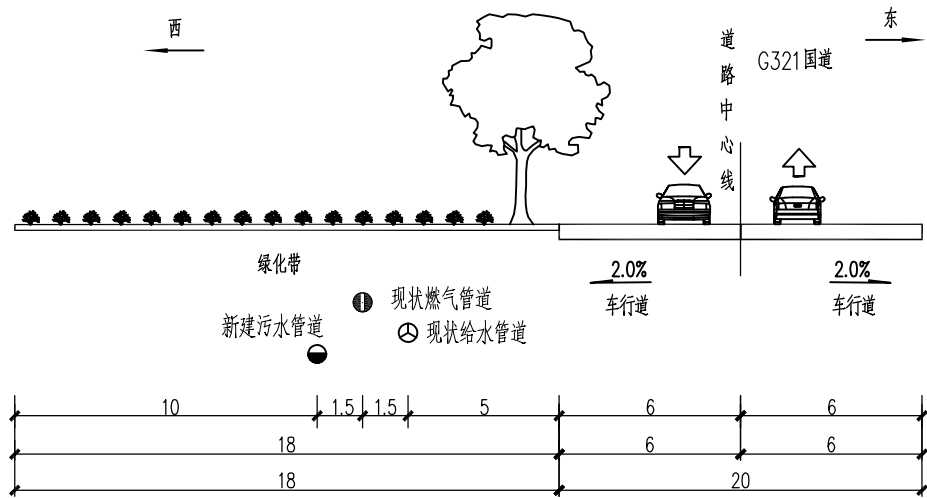 西
东
道路中心线
G321国道
绿化带
2.0%
2.0%
车行道
车行道
现状燃气管道
新建污水管道
现状给水管道
10
1.5
1.5
5
6
6
18
6
6
18
20